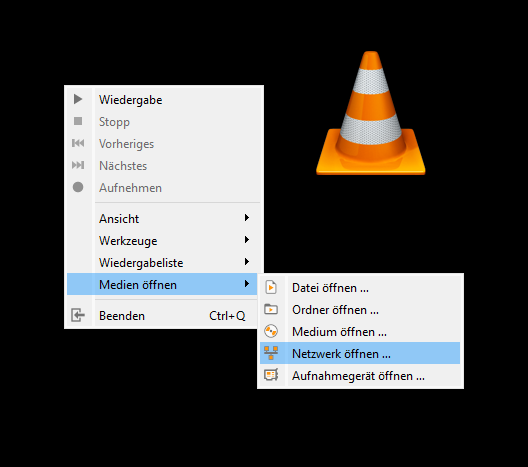 Wiedergabe
Stopp
Vorheriges
Nächstes
Aufnehmen
Ansicht
Werkzeuge
Wiedergabeliste
Medien öffnen
Beenden Ctrl+Q
Datei öffnen ...
Ordner öffnen ...
Medium öffnen ...
Netzwerk öffnen ...
Aufnahmegerät öffnen ...